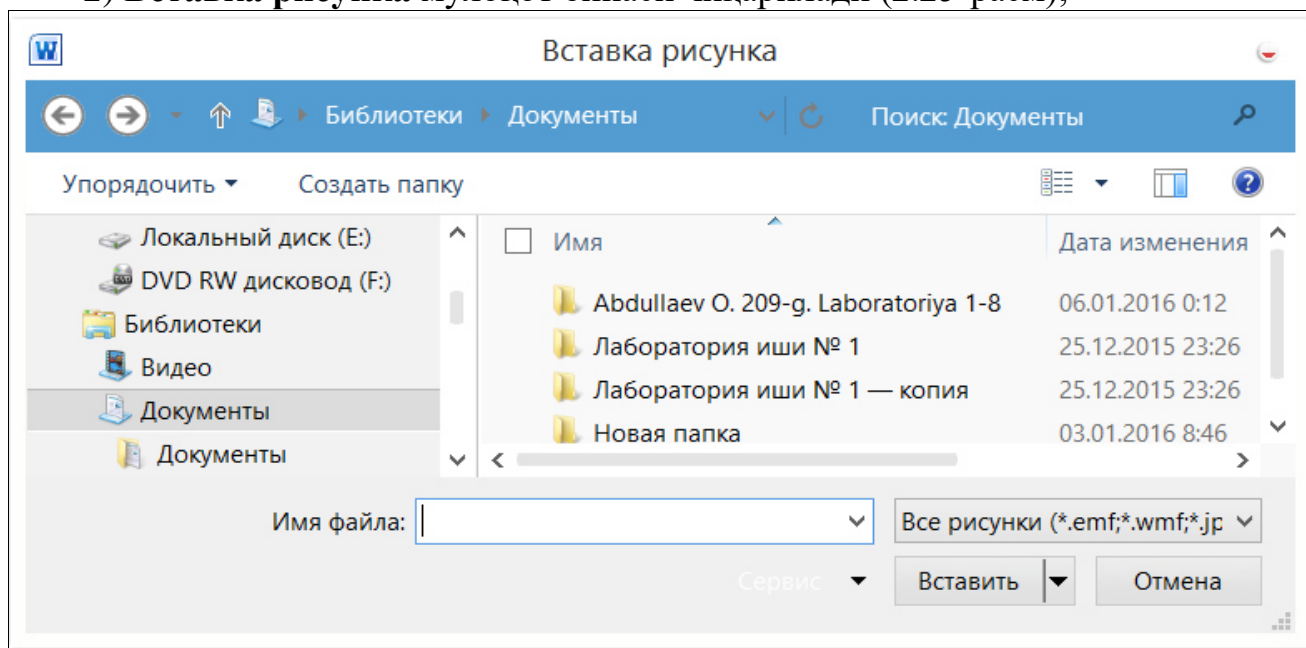 Вставка рисунка
Библиотеки Документы Поиск: Документы
Упорядочить Создать папку
Локальный диск (E:)
DVD RW дисковод (F:)
Библиотеки
Видео
Документы
Документы
Имя Дата изменения
Abdullaev O. 209-g. Laboratoriya 1-8 06.01.2016 0:12
Лаборатория иши № 1 25.12.2015 23:26
Лаборатория иши № 1 — копия 25.12.2015 23:26
Новая папка 03.01.2016 8:46
Имя файла: Все рисунки (*.emf;*.wmf;*.jp
Сервис Вставить Отмена